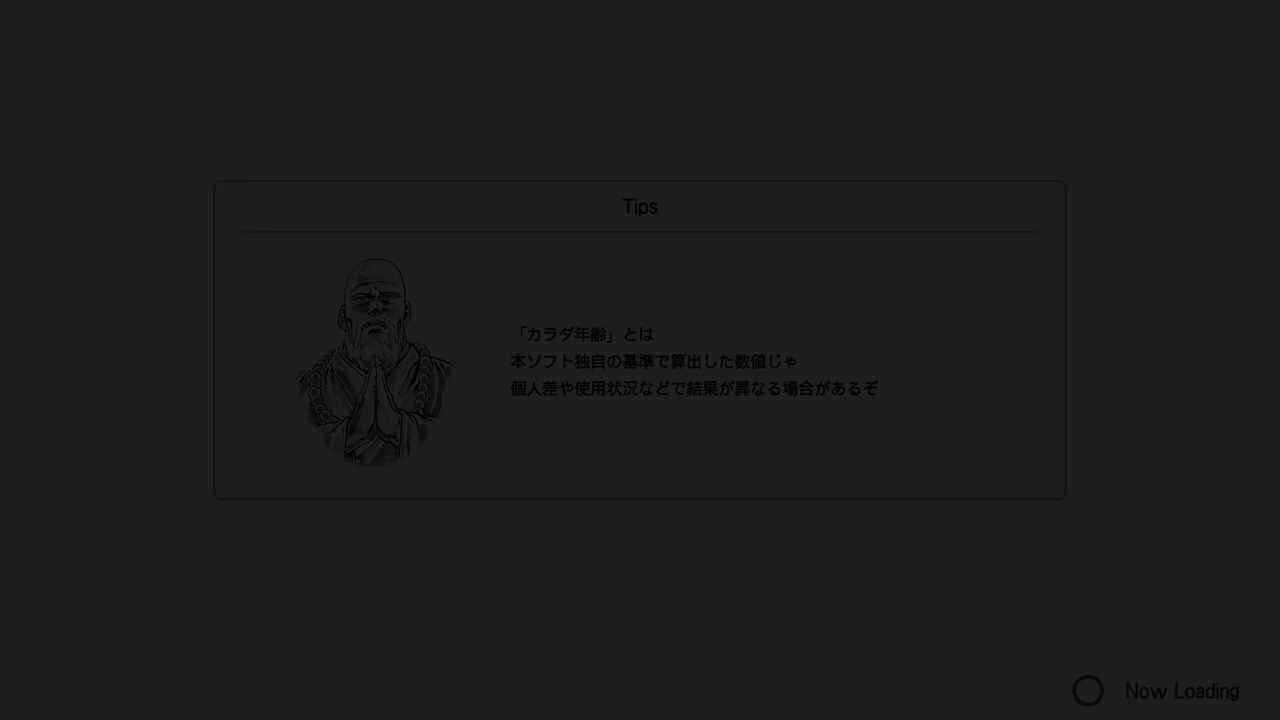 Tips
「カラダ年齢」とは
本ソフト独自の基準で算出した数値じゃ
個人差や使用状況などで結果が異なる場合があるぞ
Now Loading